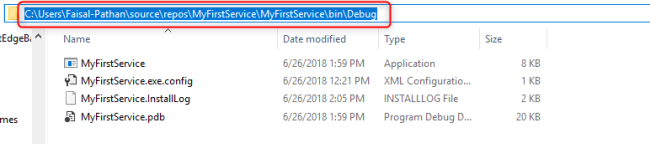 C:\Users\Faisal-Pathan\source\repos\MyFirstService\MyFirstService\bin\Debug
Name Date modified Type Size
MyFirstService 6/26/2018 1:59 PM Application 8 KB
MyFirstService.exe.config 6/26/2018 12:21 PM XML Configuratio... 1 KB
MyFirstService.InstallLog 6/26/2018 2:05 PM INSTALLLOG File 2 KB
MyFirstService.pdb 6/26/2018 1:59 PM Program Debug D... 20 KB